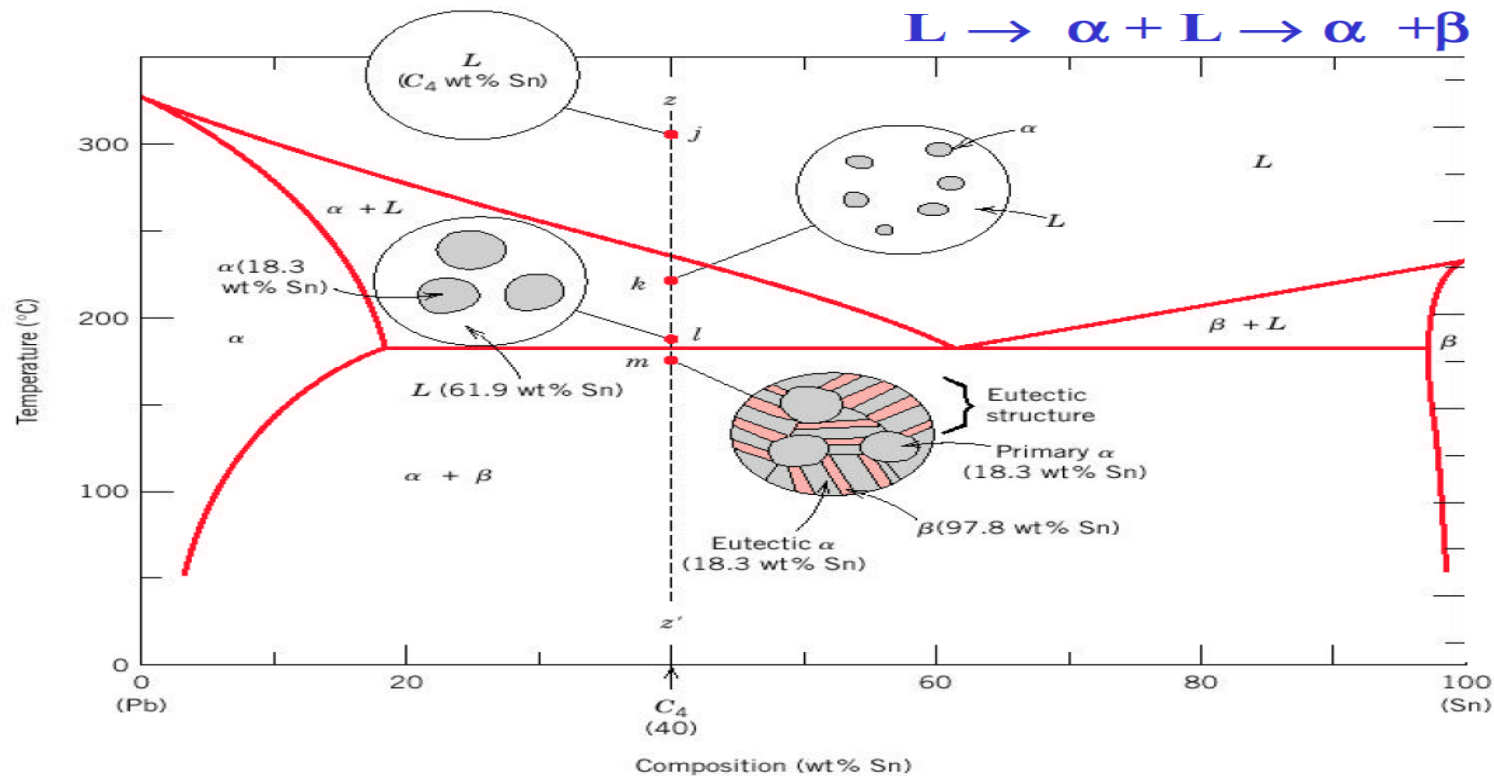 L → α + L → α +β
L
(C₄ wt% Sn)
z
j
α
300
L
α + L
L
α(18.3
wt% Sn)
k
200
β + L
l
α
β
m
L (61.9 wt% Sn)
Eutectic
structure
Temperature (°C)
Primary α
(18.3 wt% Sn)
α + β
100
β(97.8 wt% Sn)
Eutectic α
(18.3 wt% Sn)
z'
0
0
20
60
80
100
(Pb)
C₄
(Sn)
(40)
Composition (wt% Sn)